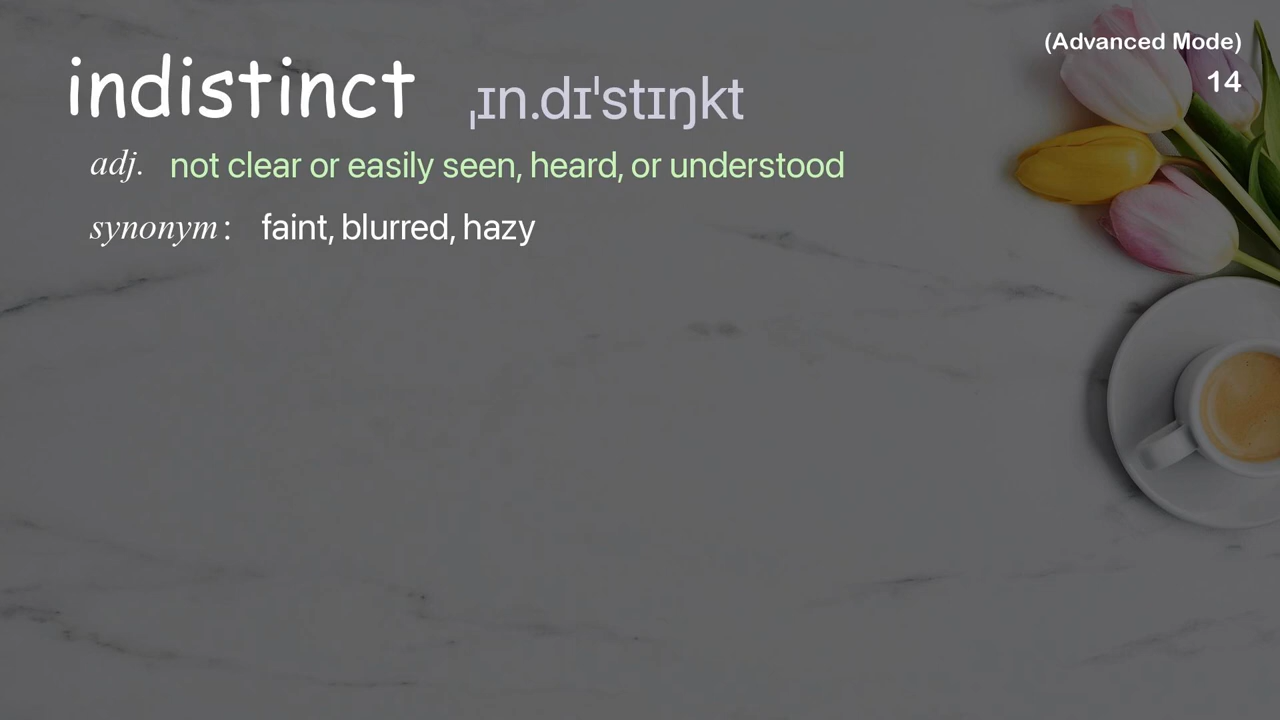 (Advanced Mode)
14
indistinct ˌɪn.dɪˈstɪŋkt
adj. not clear or easily seen, heard, or understood
synonym : faint, blurred, hazy